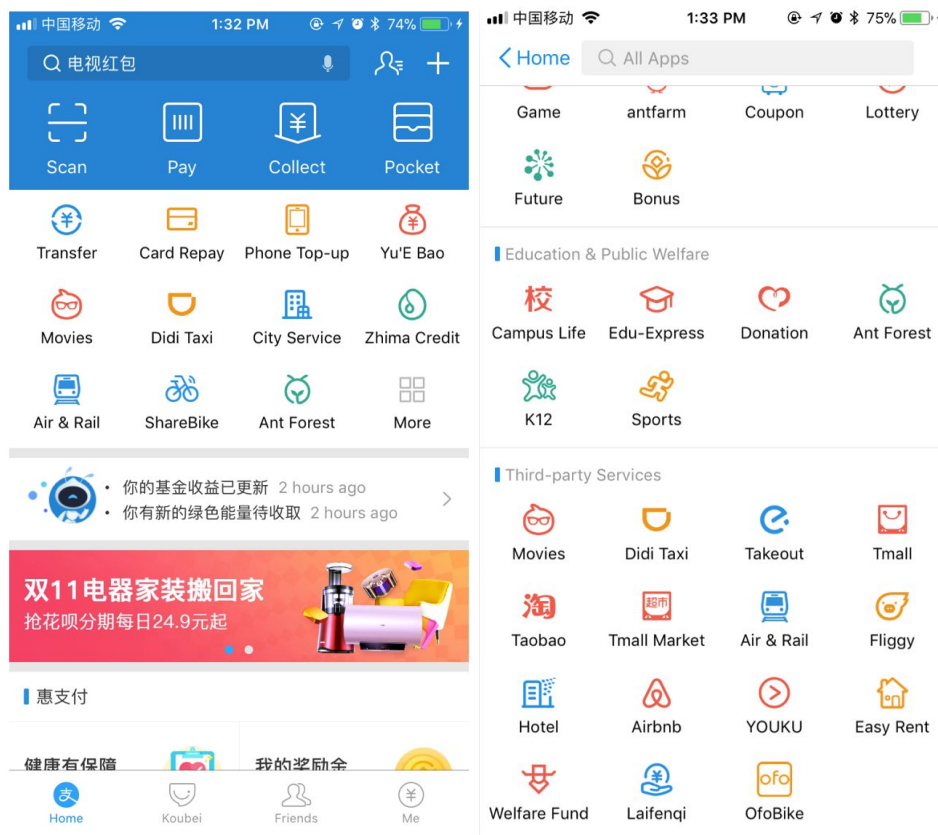 中国移动 1:32 PM 74%
电视红包
Scan Pay Collect Pocket
Transfer Card Repay Phone Top-up Yu'E Bao
Movies Didi Taxi City Service Zhima Credit
Air & Rail ShareBike Ant Forest More
你的基金收益已更新 2 hours ago
你有新的绿色能量待收取 2 hours ago
双11电器家装搬回家
抢花呗分期每日24.9元起
惠支付
健康有保障 我的奖励金
支
Home Koubei Friends Me
中国移动 1:33 PM 75%
Home All Apps
Game antfarm Coupon Lottery
Future Bonus
Education & Public Welfare
校
Campus Life Edu-Express Donation Ant Forest
K12 Sports
Third-party Services
Movies Didi Taxi Takeout Tmall
淘 超市
Taobao Tmall Market Air & Rail Fliggy
Hotel Airbnb YOUKU Easy Rent
ofo
Welfare Fund Laifenqi OfoBike